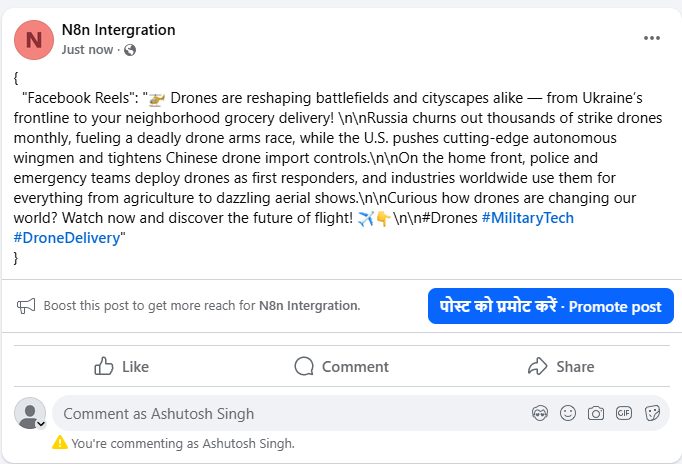 N
N8n Intergration
Just now ·
{
"Facebook Reels": "🚁 Drones are reshaping battlefields and cityscapes alike — from Ukraine's
frontline to your neighborhood grocery delivery! \n\nRussia churns out thousands of strike drones
monthly, fueling a deadly drone arms race, while the U.S. pushes cutting-edge autonomous
wingmen and tightens Chinese drone import controls.\n\nOn the home front, police and
emergency teams deploy drones as first responders, and industries worldwide use them for
everything from agriculture to dazzling aerial shows.\n\nCurious how drones are changing our
world? Watch now and discover the future of flight! ✈️👇\n\n#Drones #MilitaryTech
#DroneDelivery"
}
Boost this post to get more reach for N8n Intergration.
पोस्ट को प्रमोट करें · Promote post
Like
Comment
Share
Comment as Ashutosh Singh
GIF
You're commenting as Ashutosh Singh.